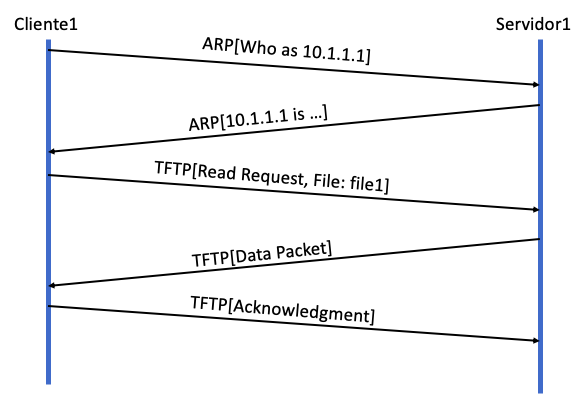 Cliente1
Servidor1
ARP[Who as 10.1.1.1]
ARP[10.1.1.1 is ...]
TFTP[Read Request, File: file1]
TFTP[Data Packet]
TFTP[Acknowledgment]